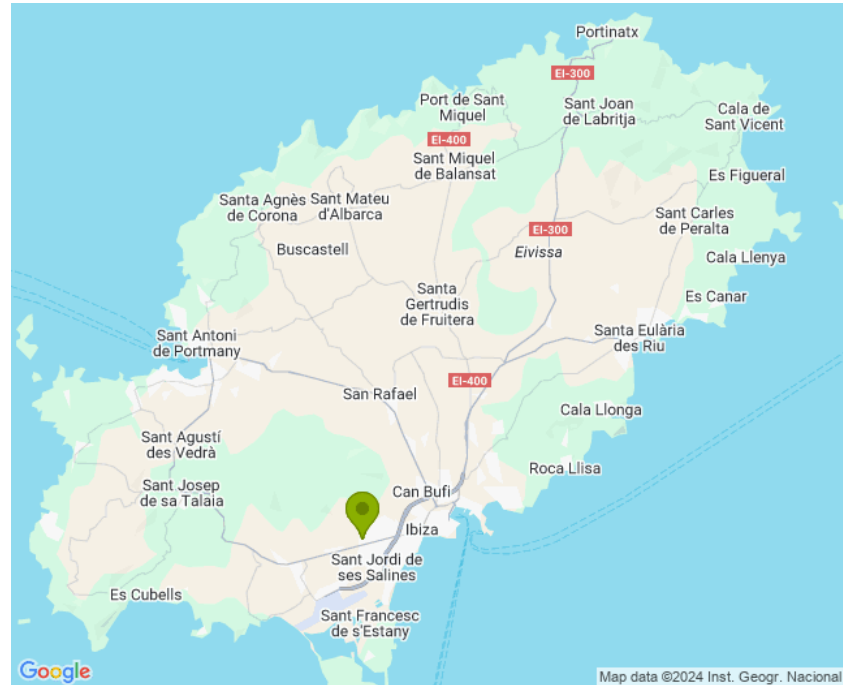 Portinatx
EI-300
Port de Sant
Miquel
Sant Joan
de Labritja
Cala de
Sant Vicent
EI-400
Sant Miquel
de Balansat
Es Figueral
Santa Agnès
de Corona
Sant Mateu
d'Albarca
Sant Carles
de Peralta
EI-300
Buscastell
Eivissa
Cala Llenya
Santa
Gertrudis
de Fruitera
Es Canar
Sant Antoni
de Portmany
Santa Eulària
des Riu
EI-400
San Rafael
Cala Llonga
Sant Agustí
des Vedrà
Roca Llisa
Sant Josep
de sa Talaia
Can Bufí
Ibiza
Sant Jordi de
ses Salines
Es Cubells
Sant Francesc
de s'Estany
Google
Map data ©2024 Inst. Geogr. Nacional